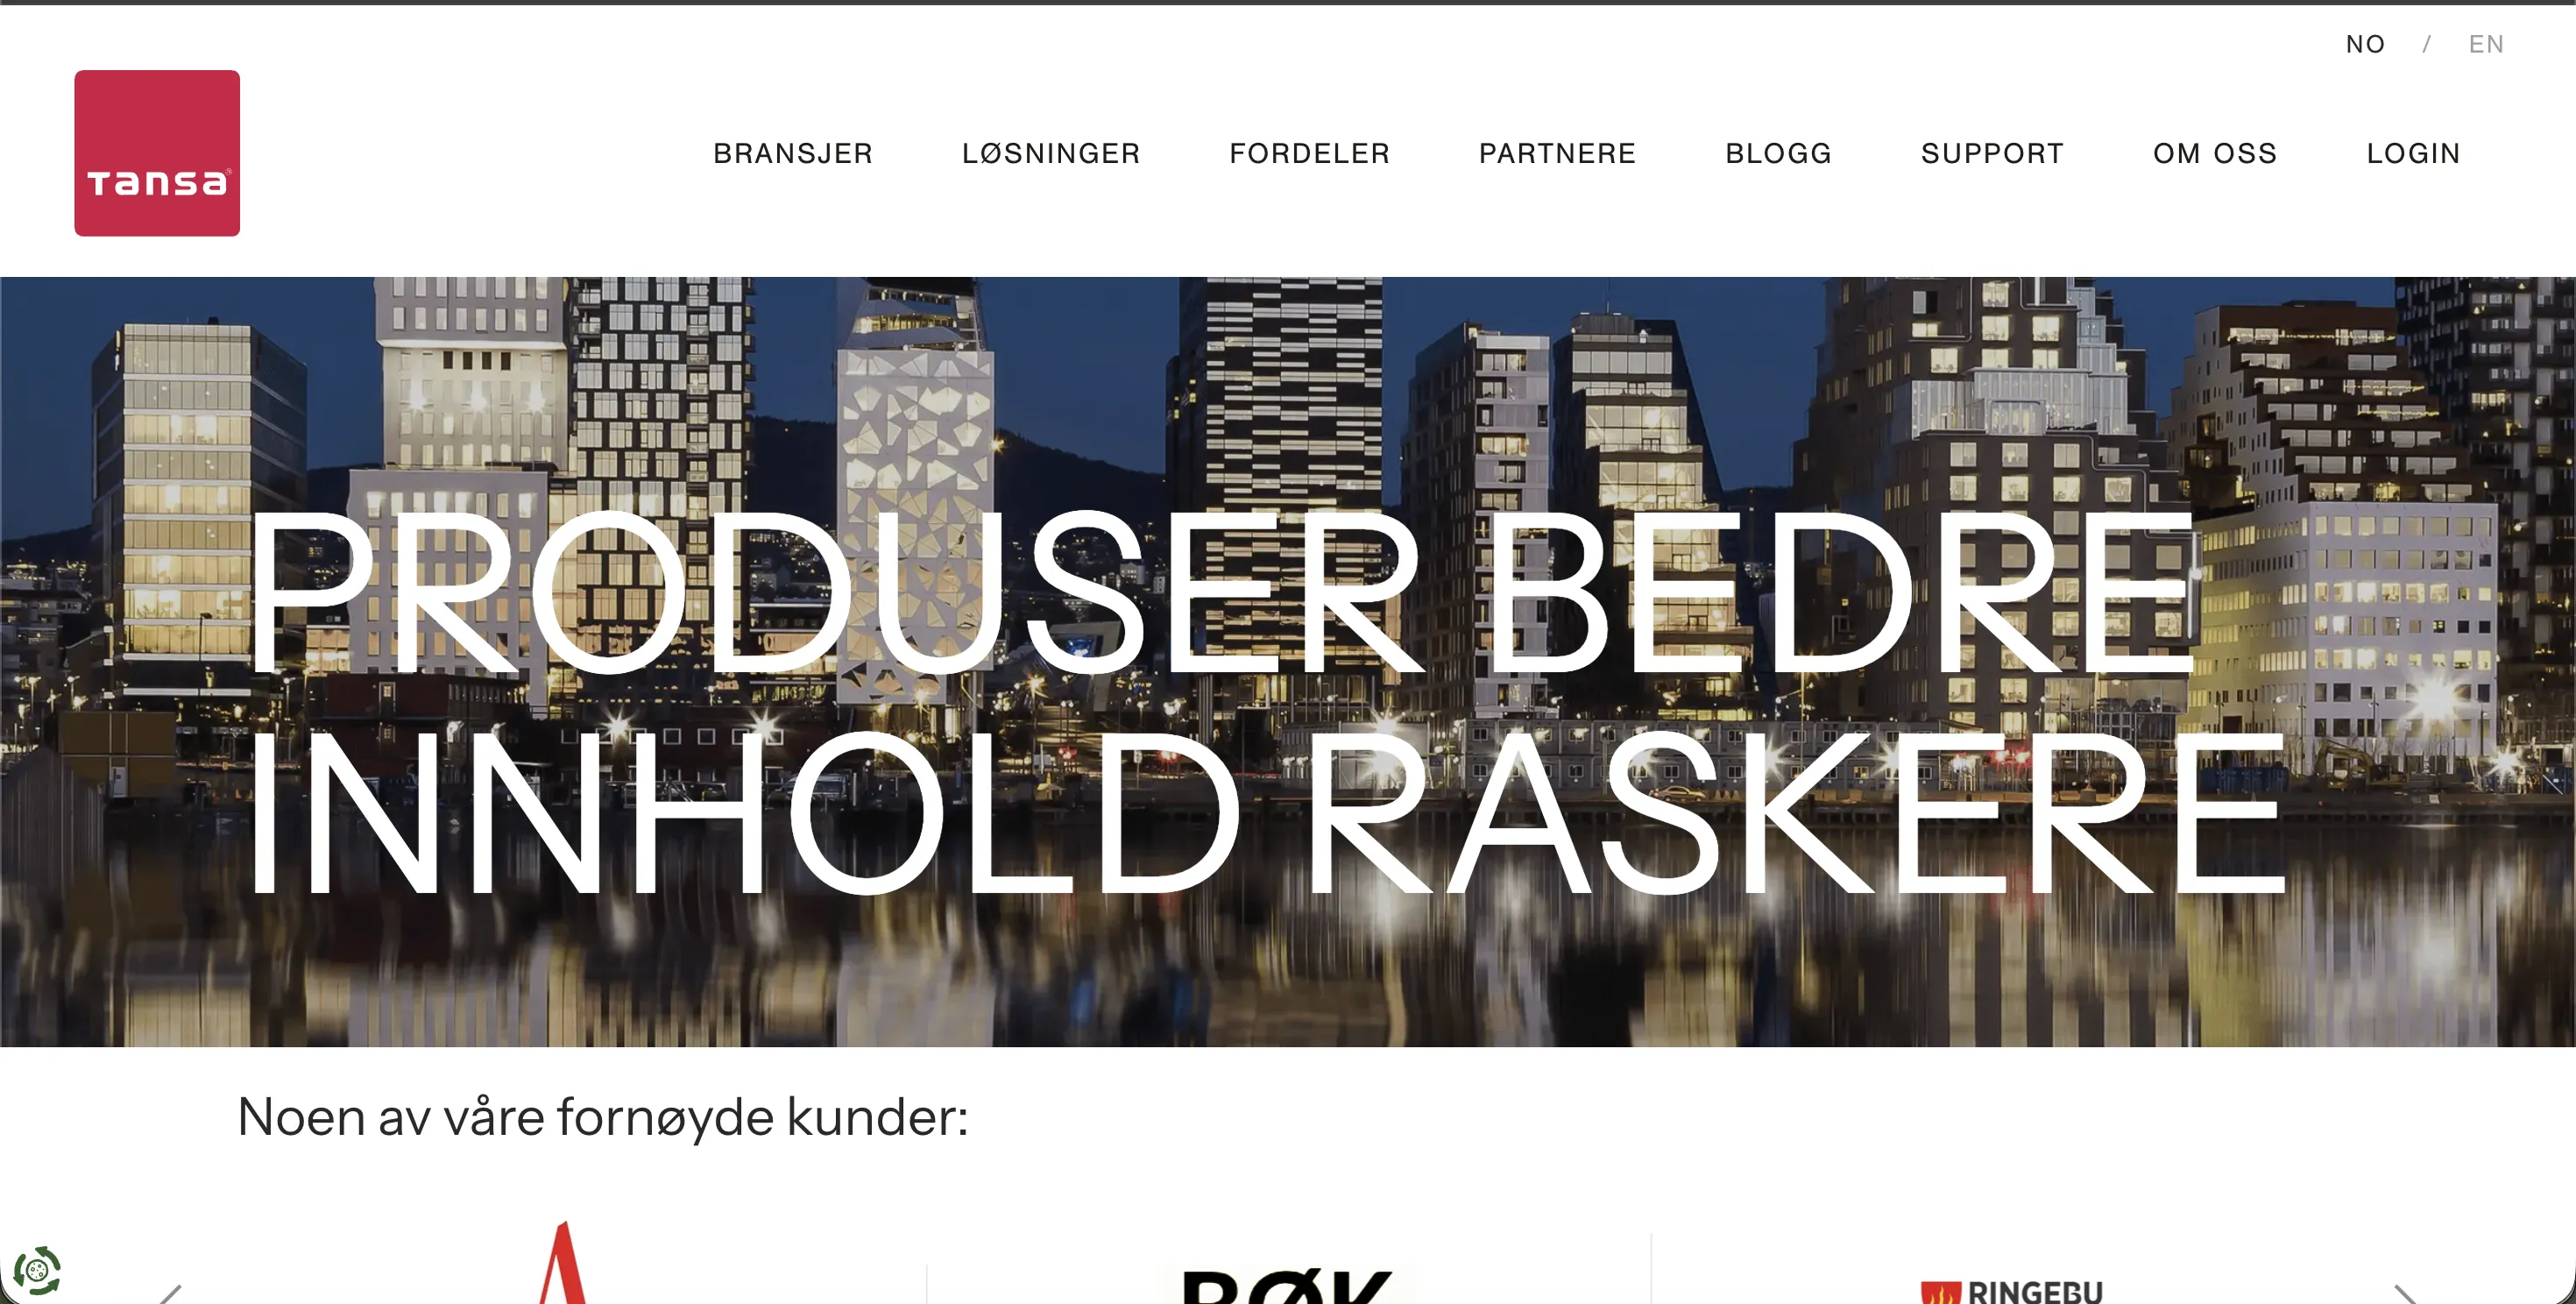 NO / EN
Tansa®
BRANSJER LØSNINGER FORDELER PARTNERE BLOGG SUPPORT OM OSS LOGIN
PRODUSER BEDRE
INNHOLD RASKERE
Noen av våre fornøyde kunder:
RINGEBU